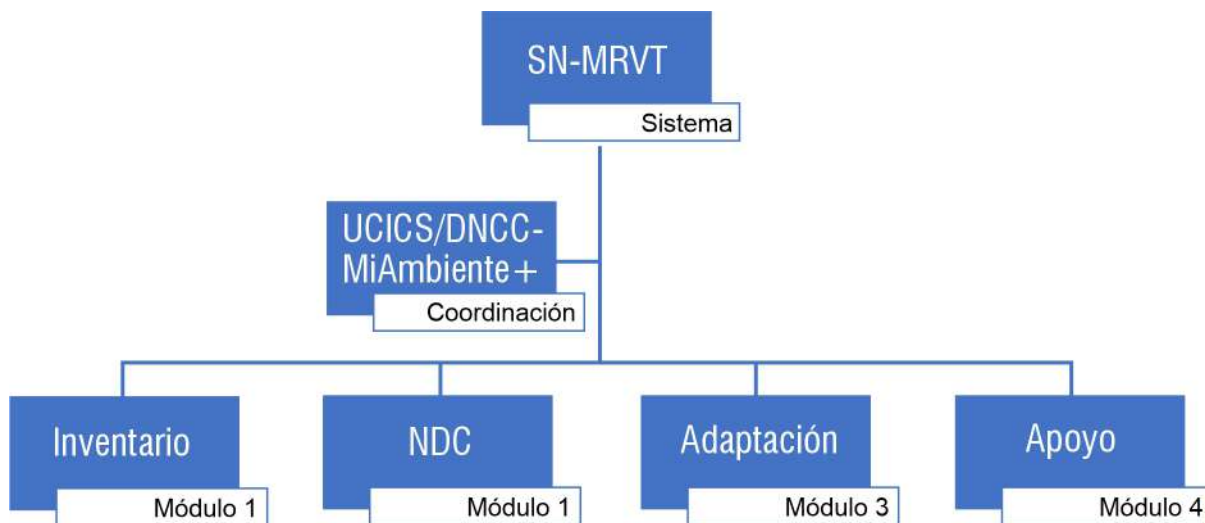 SN-MRVT
Sistema
UCICS/DNCC-
MiAmbiente+
Coordinación
Inventario
Módulo 1
NDC
Módulo 1
Adaptación
Módulo 3
Apoyo
Módulo 4